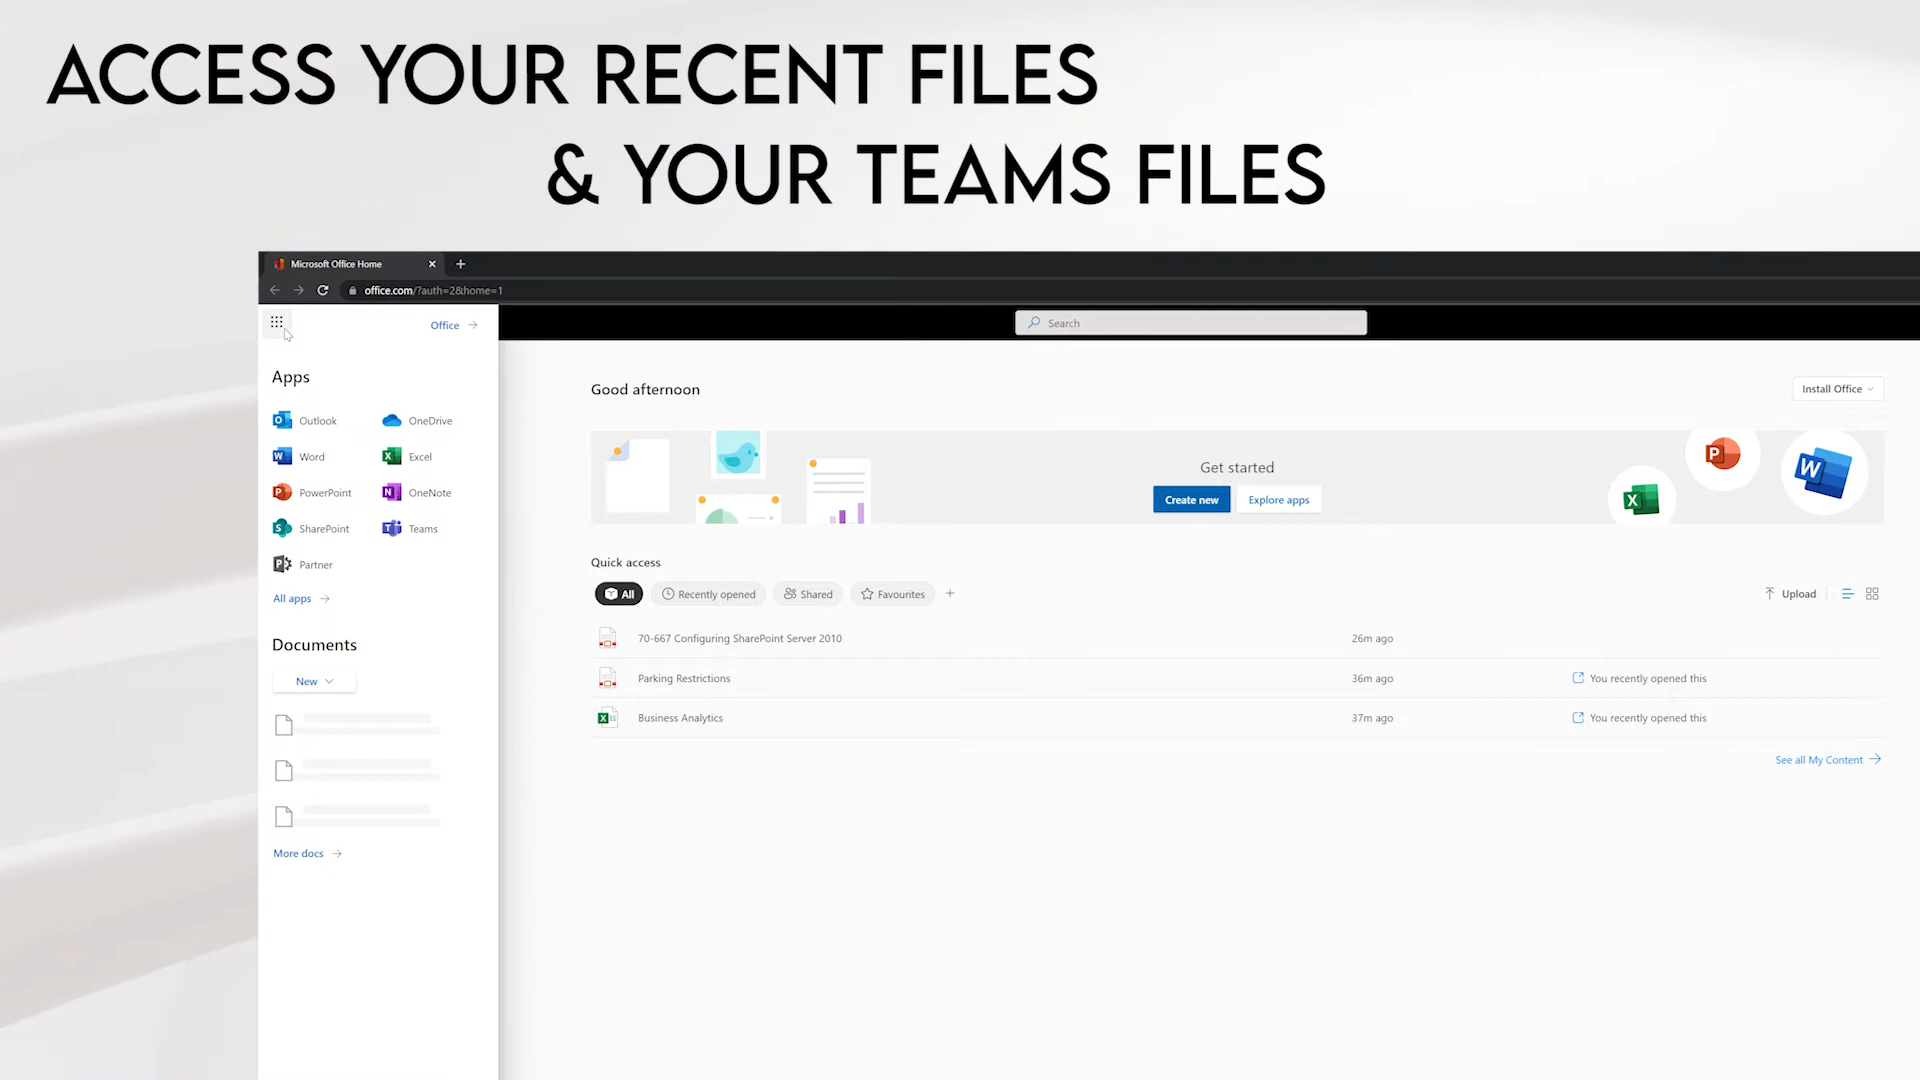 ACCESS YOUR RECENT FILES
& YOUR TEAMS FILES
Microsoft Office Home
office.com/?auth=2&home=1
Office
Search
Apps
Outlook OneDrive
Word Excel
PowerPoint OneNote
SharePoint Teams
Partner
All apps
Documents
New
More docs
Good afternoon
Install Office
Get started
Create new Explore apps
Quick access
All Recently opened Shared Favourites + Upload
70-667 Configuring SharePoint Server 2010 26m ago
Parking Restrictions 36m ago You recently opened this
Business Analytics 37m ago You recently opened this
See all My Content